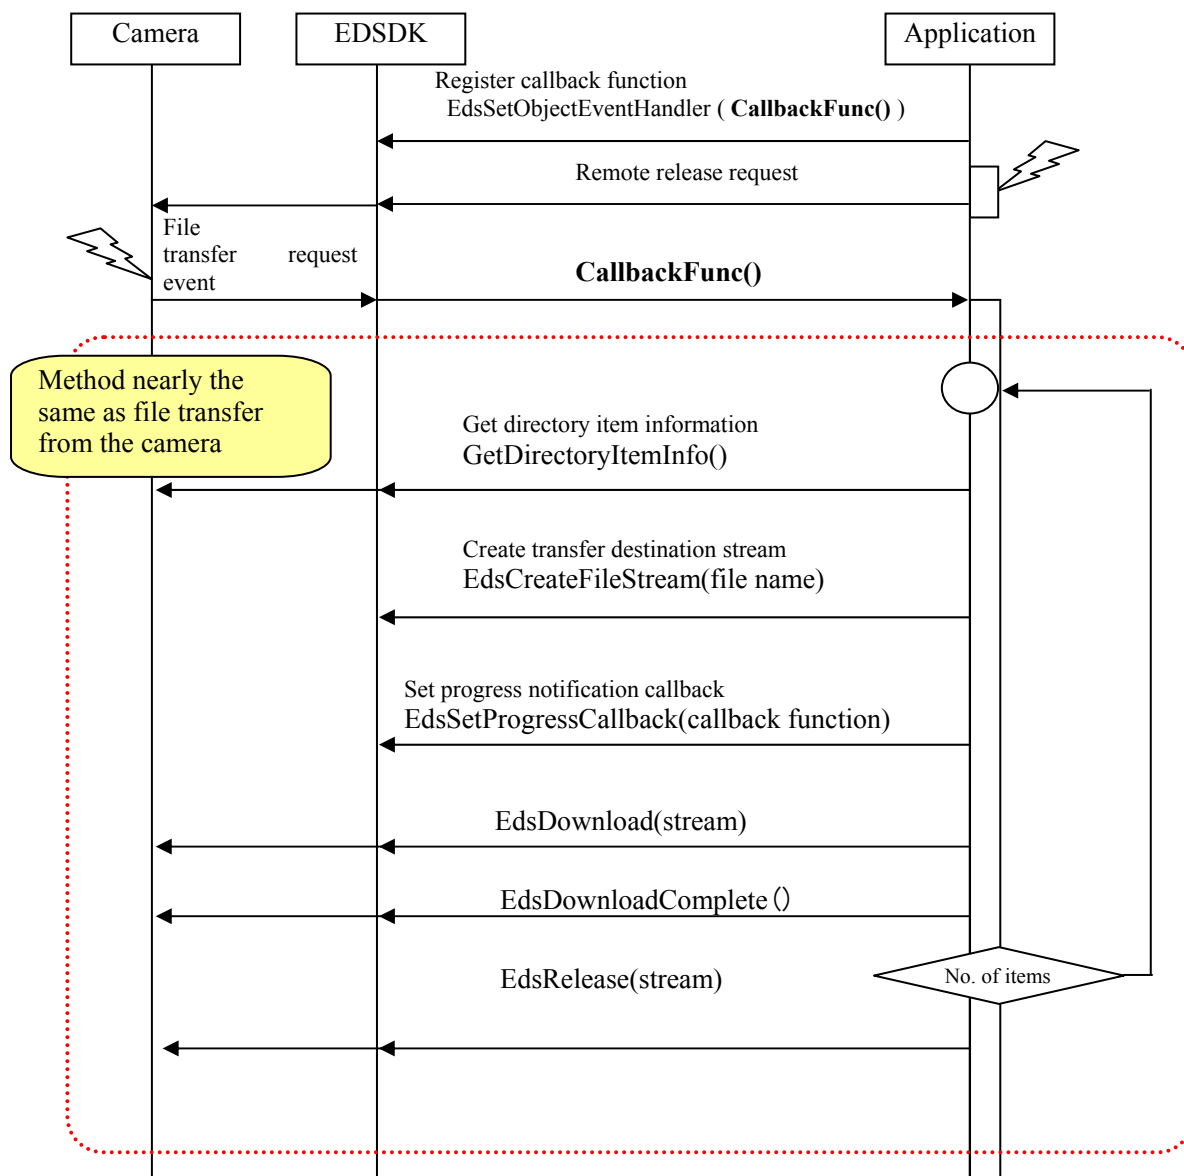 Camera
EDSDK
Application
Register callback function
EdsSetObjectEventHandler ( CallbackFunc() )
Remote release request
File
transfer request
event
CallbackFunc()
Method nearly the
same as file transfer
from the camera
Get directory item information
GetDirectoryItemInfo()
Create transfer destination stream
EdsCreateFileStream(file name)
Set progress notification callback
EdsSetProgressCallback(callback function)
EdsDownload(stream)
EdsDownloadComplete()
EdsRelease(stream)
No. of items